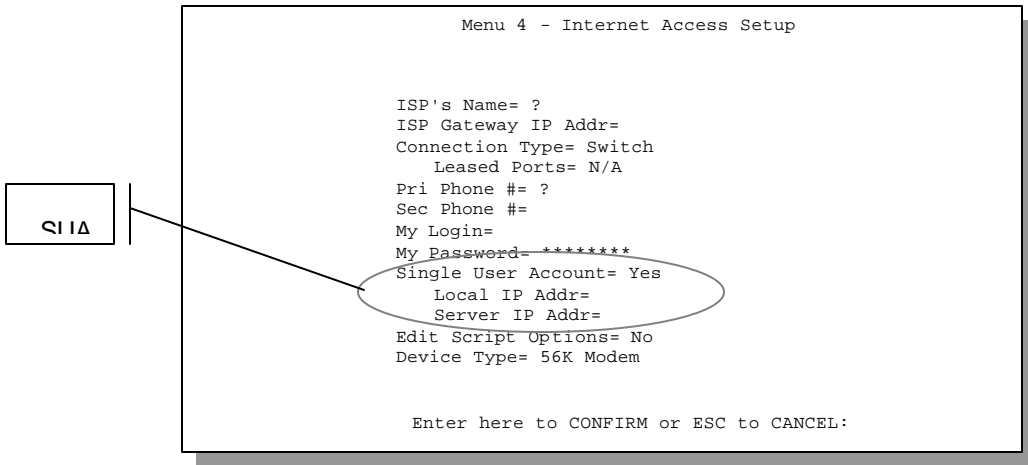 Menu 4 - Internet Access Setup
ISP's Name= ?
ISP Gateway IP Addr=
Connection Type= Switch
Leased Ports= N/A
Pri Phone #= ?
Sec Phone #=
My Login=
My Password= ********
Single User Account= Yes
Local IP Addr=
Server IP Addr=
Edit Script Options= No
Device Type= 56K Modem
Enter here to CONFIRM or ESC to CANCEL:
SUA